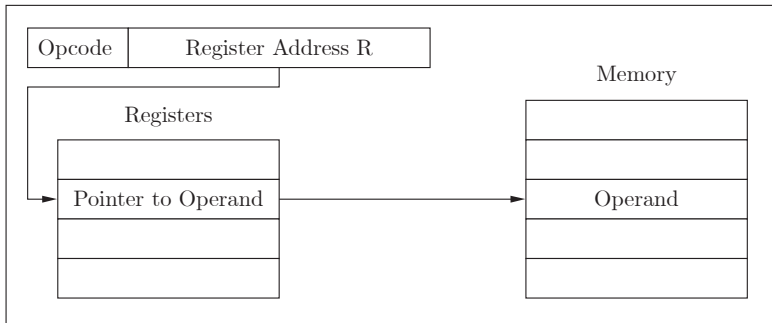 Opcode
Register Address R
Memory
Registers
Pointer to Operand
Operand